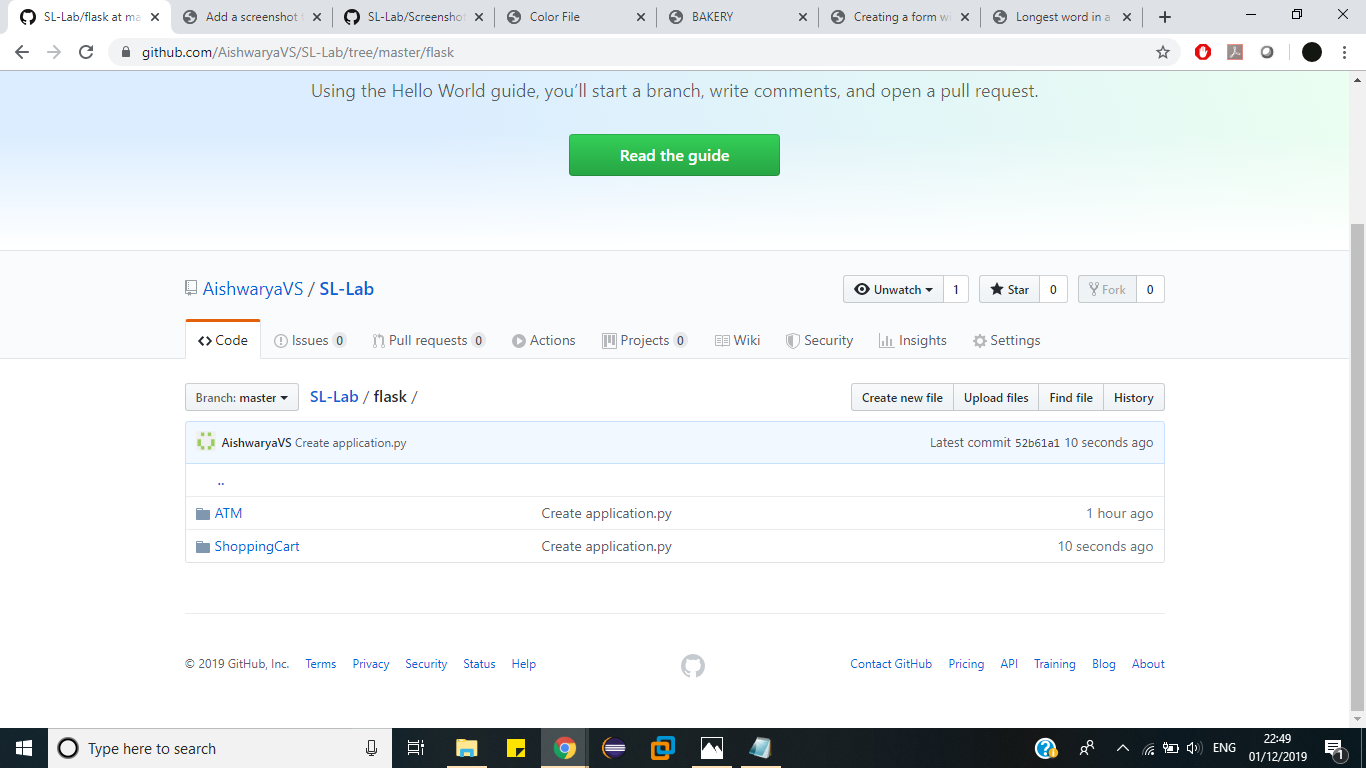 SL-Lab/flask at ma
Add a screenshot t
SL-Lab/Screenshot
Color File
BAKERY
Creating a form w
Longest word in a
github.com/AishwaryaVS/SL-Lab/tree/master/flask
Using the Hello World guide, you’ll start a branch, write comments, and open a pull request.
Read the guide
AishwaryaVS / SL-Lab
Unwatch 1
Star 0
Fork 0
Code
Issues 0
Pull requests 0
Actions
Projects 0
Wiki
Security
Insights
Settings
Branch: master
SL-Lab / flask /
Create new file
Upload files
Find file
History
AishwaryaVS Create application.py
Latest commit 52b61a1 10 seconds ago
..
ATM Create application.py 1 hour ago
ShoppingCart Create application.py 10 seconds ago
© 2019 GitHub, Inc. Terms Privacy Security Status Help
Contact GitHub Pricing API Training Blog About
Type here to search
ENG
22:49
01/12/2019
1